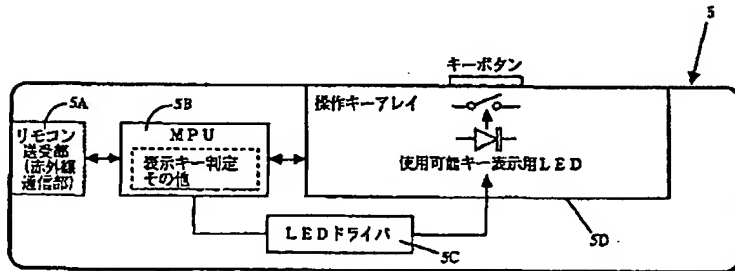 5
キーボタン
操作キーアレイ
5A
5B
リモコン
送受部
(赤外線
通信部)
MPU
表示キー判定
その他
使用可能キー表示用LED
LEDドライバ
5C
5D